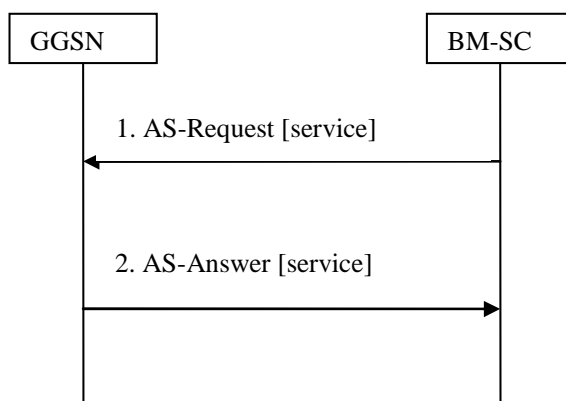 GGSN
BM-SC
1. AS-Request [service]
2. AS-Answer [service]